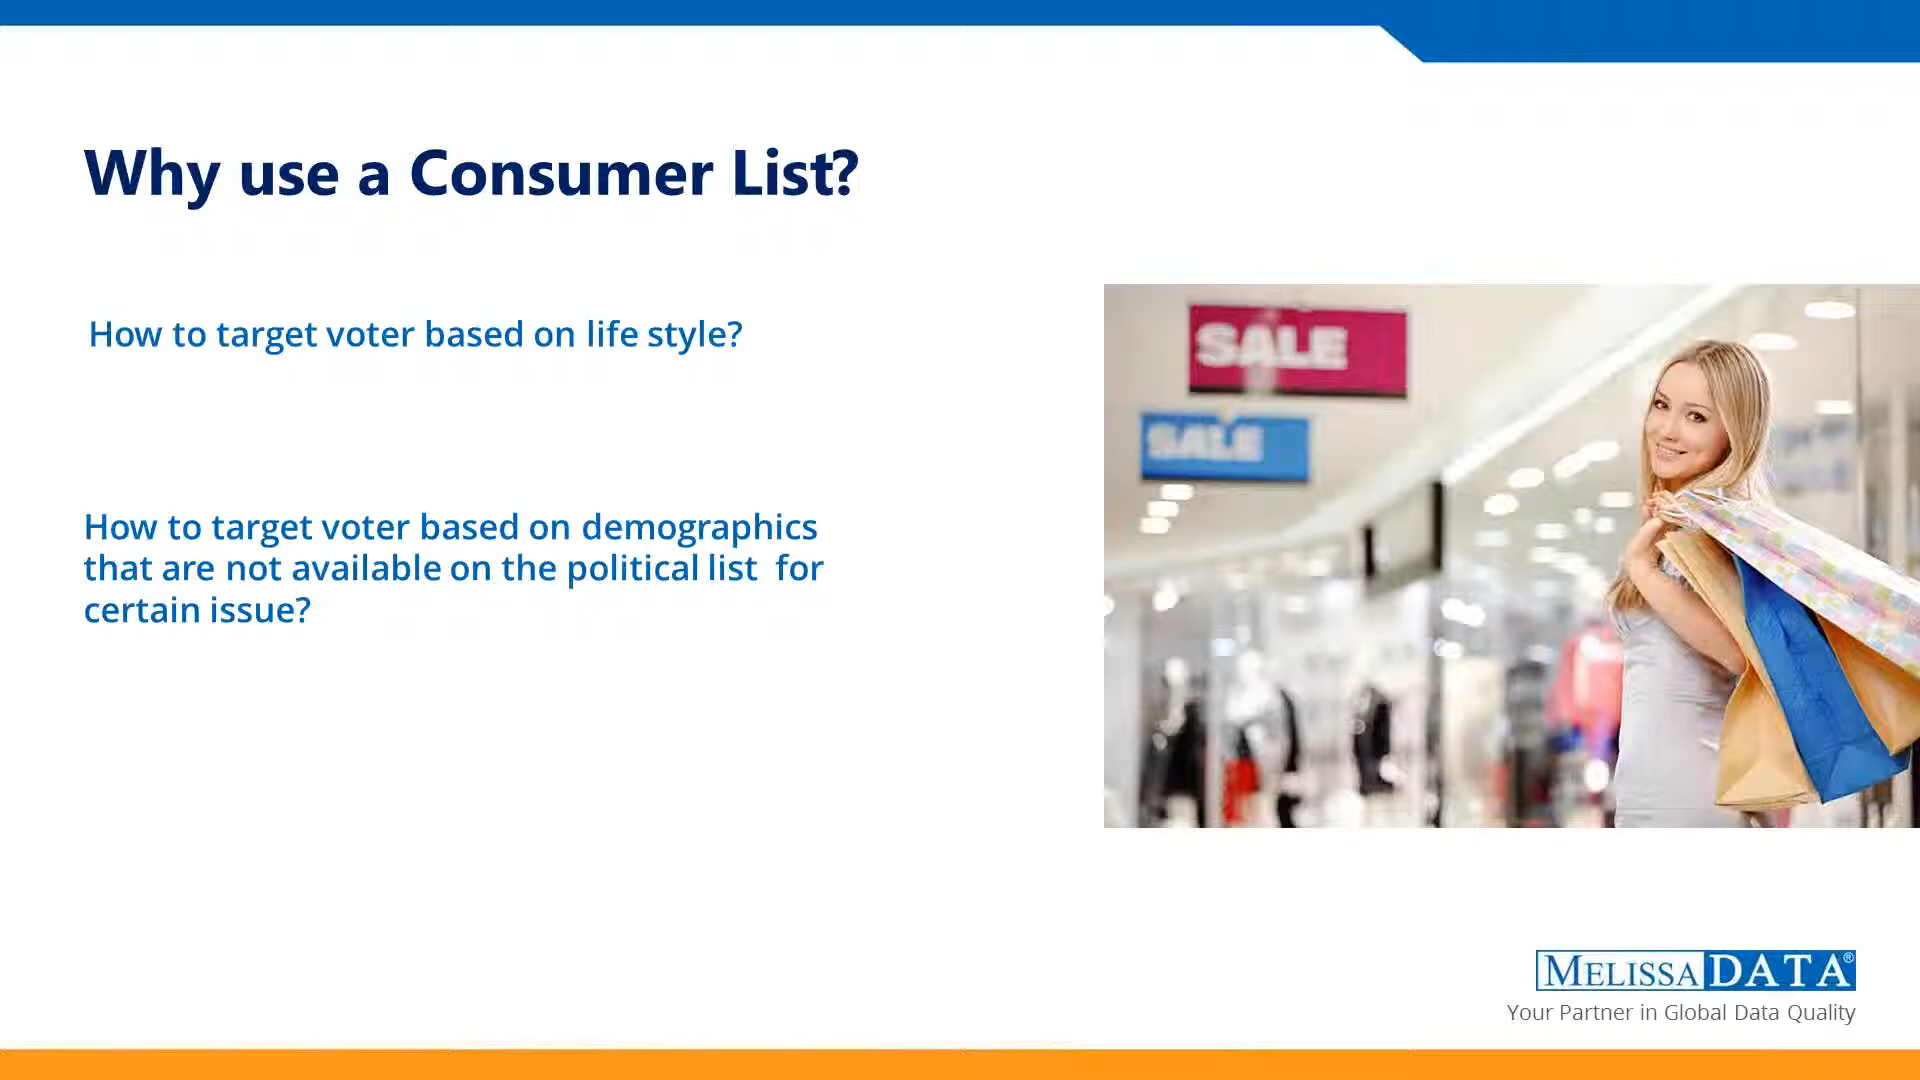 Why use a Consumer List?
How to target voter based on life style?
How to target voter based on demographics
that are not available on the political list  for
certain issue?
SALE
SALE
MELISSA DATA®
Your Partner in Global Data Quality